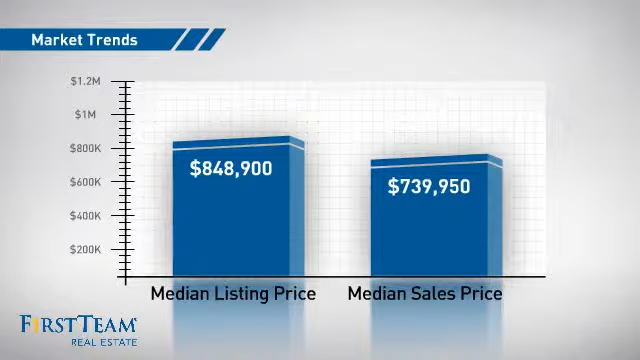 Market Trends
$1.2M
$1M
$800K
$600K
$400K
$200K
$848,900
$739,950
Median Listing Price
Median Sales Price
FIRSTTEAM®
REAL ESTATE